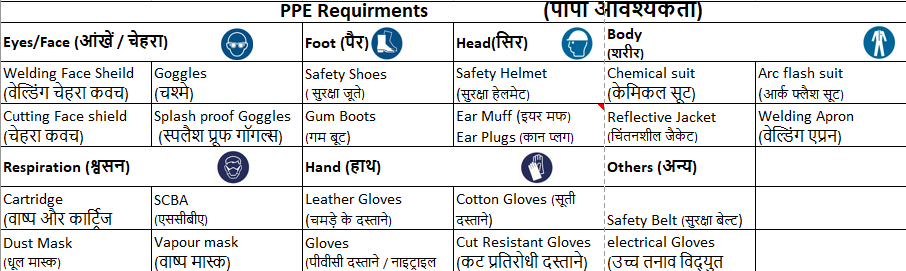 PPE Requirments (पीपीई आवश्यकता)
Eyes/Face (आंखें / चेहरा) Foot (पैर) Head(सिर) Body
(शरीर)
Welding Face Sheild Goggles Safety Shoes Safety Helmet Chemical suit Arc flash suit
(वेल्डिंग चेहरा कवच) (चश्मे) (सुरक्षा जूते) (सुरक्षा हेलमेट) (केमिकल सूट) (आर्क फ्लैश सूट)
Cutting Face shield Splash proof Goggles Gum Boots Ear Muff (इयर मफ) Reflective Jacket Welding Apron
(चेहरा कवच) (स्पलैश प्रूफ गॉगल्स) (गम बूट) Ear Plugs (कान प्लग) (चिंतनशील जैकेट) (वेल्डिंग एप्रन)
Respiration (श्वसन) Hand (हाथ) Others (अन्य)
Cartridge SCBA Leather Gloves Cotton Gloves (सूती
(वाष्प और कार्ट्रिज (एससीबीए) (चमड़े के दस्ताने) दस्ताने) Safety Belt (सुरक्षा बेल्ट)
Dust Mask Vapour mask Gloves Cut Resistant Gloves electrical Gloves
(धूल मास्क) (वाष्प मास्क) (पीवीसी दस्ताने / नाइट्राइल (कट प्रतिरोधी दस्ताने) (उच्च तनाव विद्युत